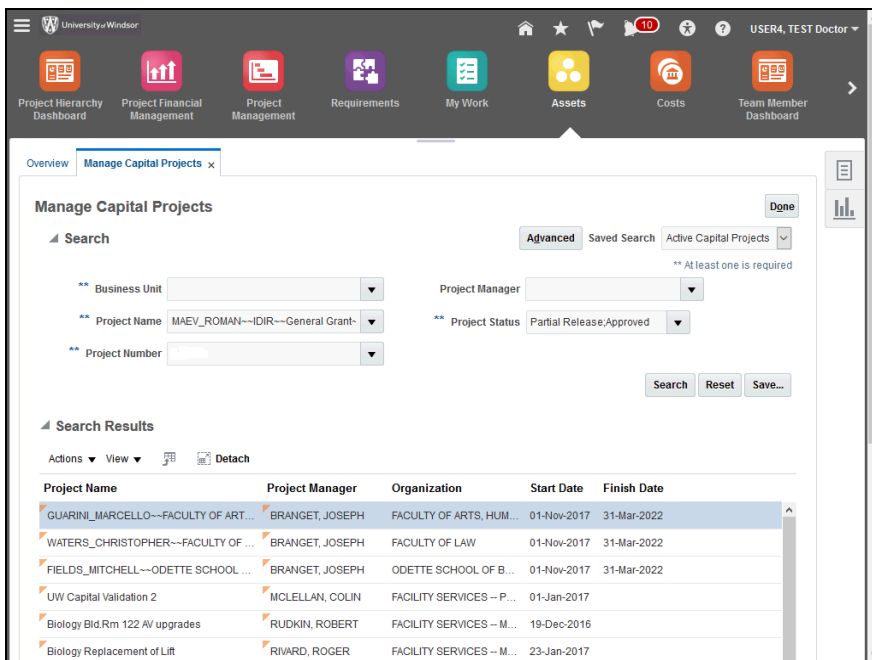 University of Windsor
10
USER4, TEST Doctor
Project Hierarchy Dashboard
Project Financial Management
Project Management
Requirements
My Work
Assets
Costs
Team Member Dashboard
Overview
Manage Capital Projects x
Manage Capital Projects
Done
Search
Advanced
Saved Search
Active Capital Projects
** At least one is required
** Business Unit
Project Manager
** Project Name MAEV_ROMAN~~IDIR~~General Grant~
** Project Status Partial Release;Approved
** Project Number
Search Reset Save...
Search Results
Actions View Detach
Project Name Project Manager Organization Start Date Finish Date
GUARINI_MARCELLO~~FACULTY OF ART... BRANGET, JOSEPH FACULTY OF ARTS, HUM... 01-Nov-2017 31-Mar-2022
WATERS_CHRISTOPHER~~FACULTY OF ... BRANGET, JOSEPH FACULTY OF LAW 01-Nov-2017 31-Mar-2022
FIELDS_MITCHELL~~ODETTE SCHOOL ... BRANGET, JOSEPH ODETTE SCHOOL OF B... 01-Nov-2017 31-Mar-2022
UW Capital Validation 2 MCLELLAN, COLIN FACILITY SERVICES -- P... 01-Jan-2017
Biology Bld.Rm 122 AV upgrades RUDKIN, ROBERT FACILITY SERVICES -- M... 19-Dec-2016
Biology Replacement of Lift RIVARD, ROGER FACILITY SERVICES -- M... 23-Jan-2017